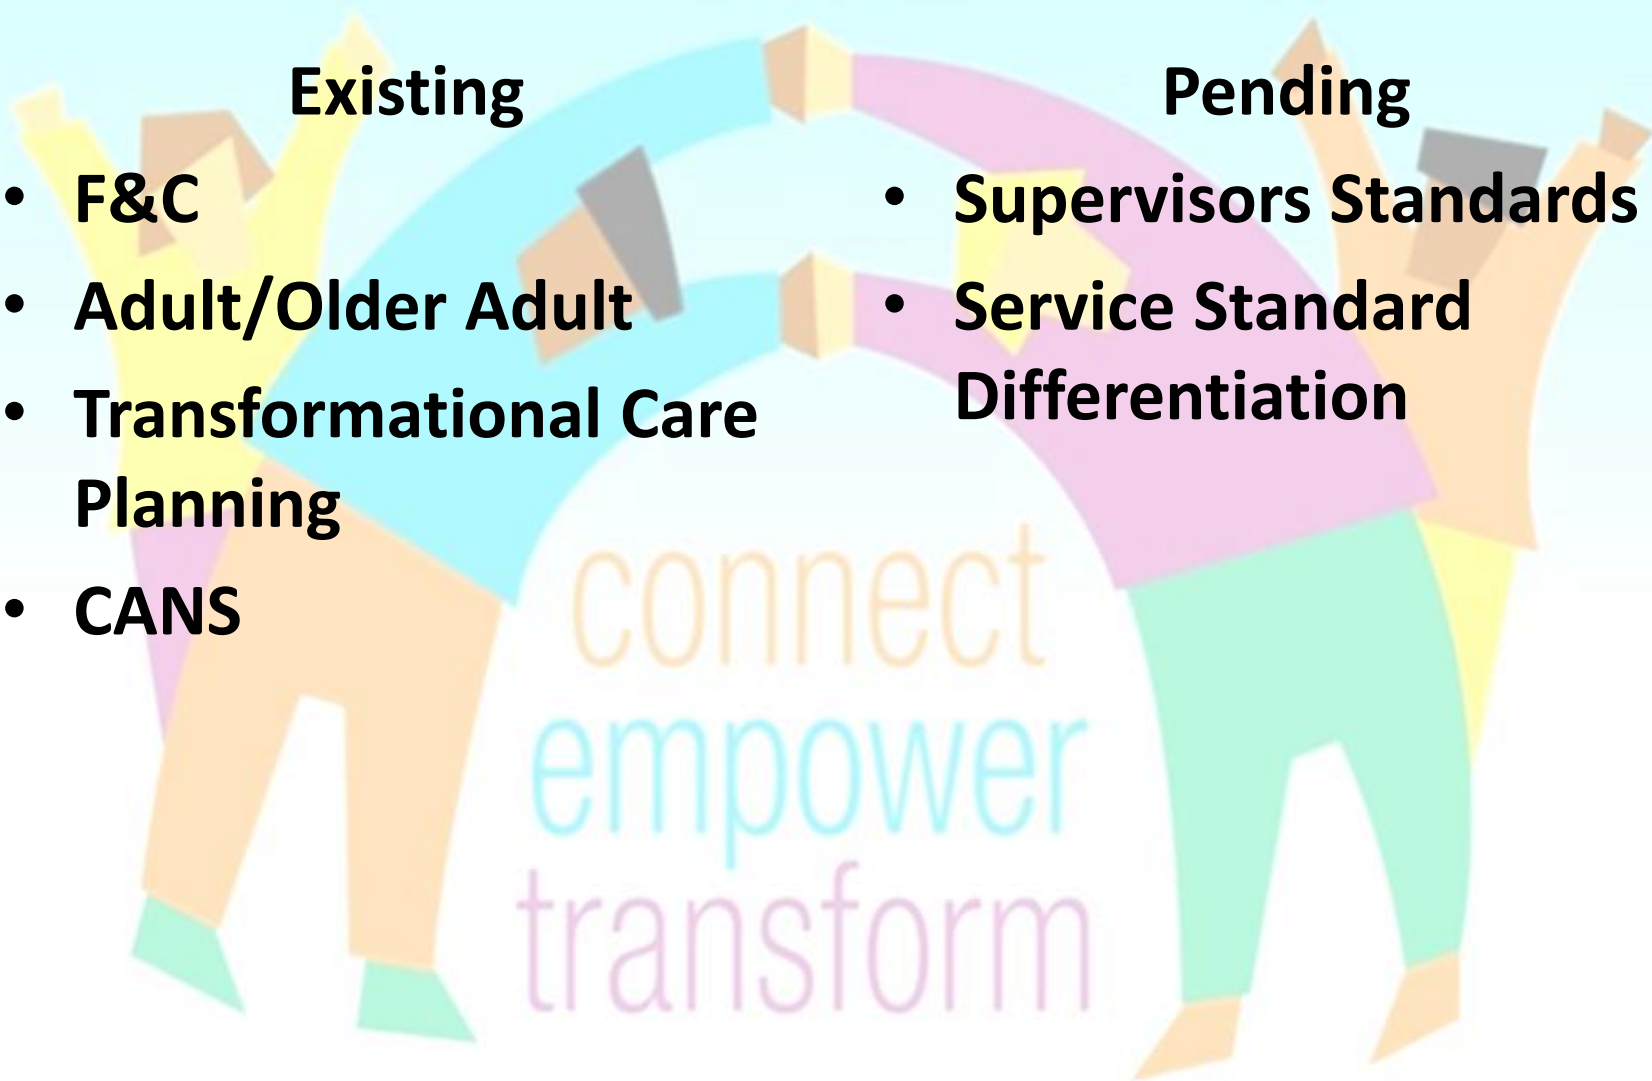 Existing
• F&C
• Adult/Older Adult
• Transformational Care
Planning
• CANS
Pending
• Supervisors Standards
• Service Standard
Differentiation
connect
empower
transform